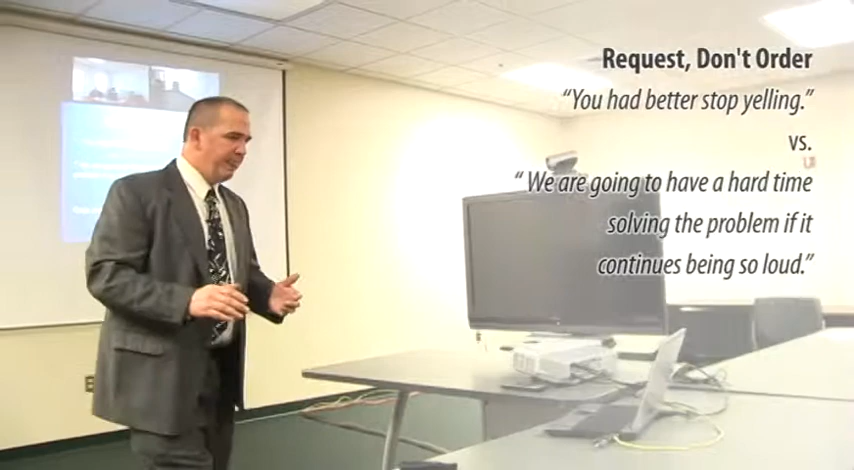 Request, Don't Order
“You had better stop yelling.”
vs.
“ We are going to have a hard time
solving the problem if it
continues being so loud.”